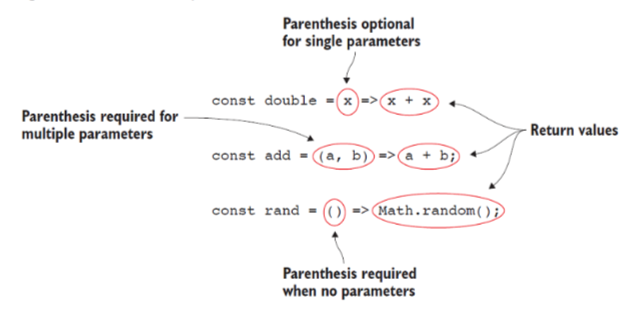 Parenthesis optional
for single parameters
const double = x => x + x
Parenthesis required for
multiple parameters
Return values
const add = (a, b) => a + b;
const rand = () => Math.random();
Parenthesis required
when no parameters